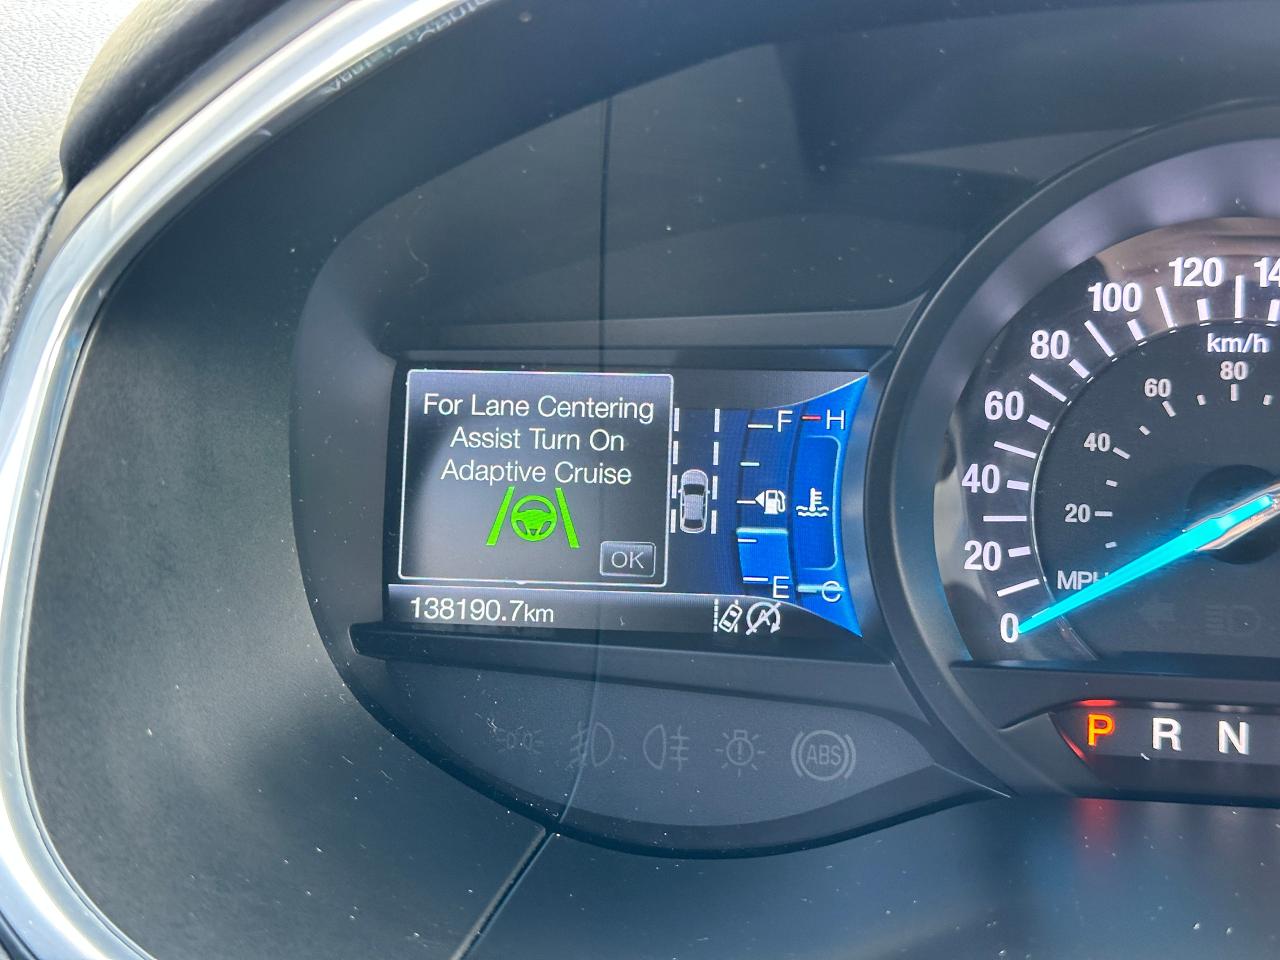 For Lane Centering
Assist Turn On
Adaptive Cruise
OK
138190.7km
F
E
H
C
120
100
80
60
40
20
0
km/h
80
60
40
20
MPH
ABS
P R N